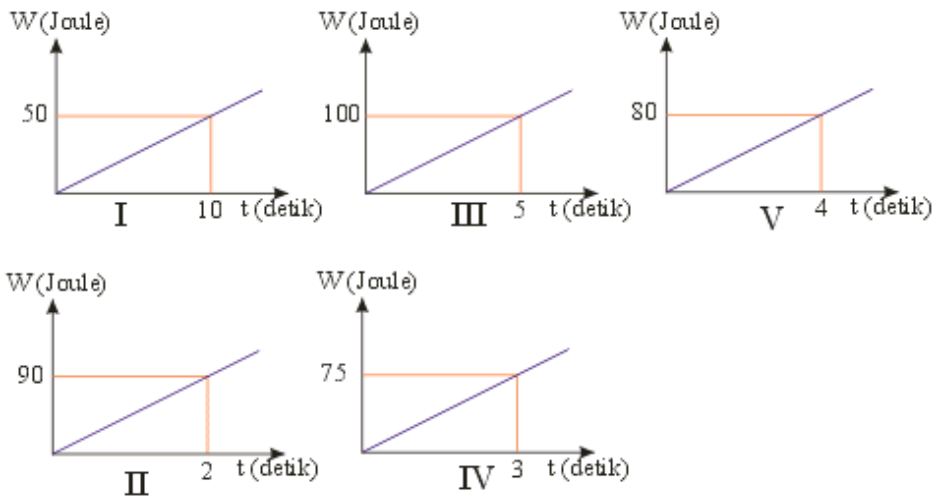 W (Joule)
50
10
t (detik)
I
W (Joule)
100
5
t (detik)
III
W (Joule)
80
4
t (detik)
V
W (Joule)
90
2
t (detik)
II
W (Joule)
75
3
t (detik)
IV